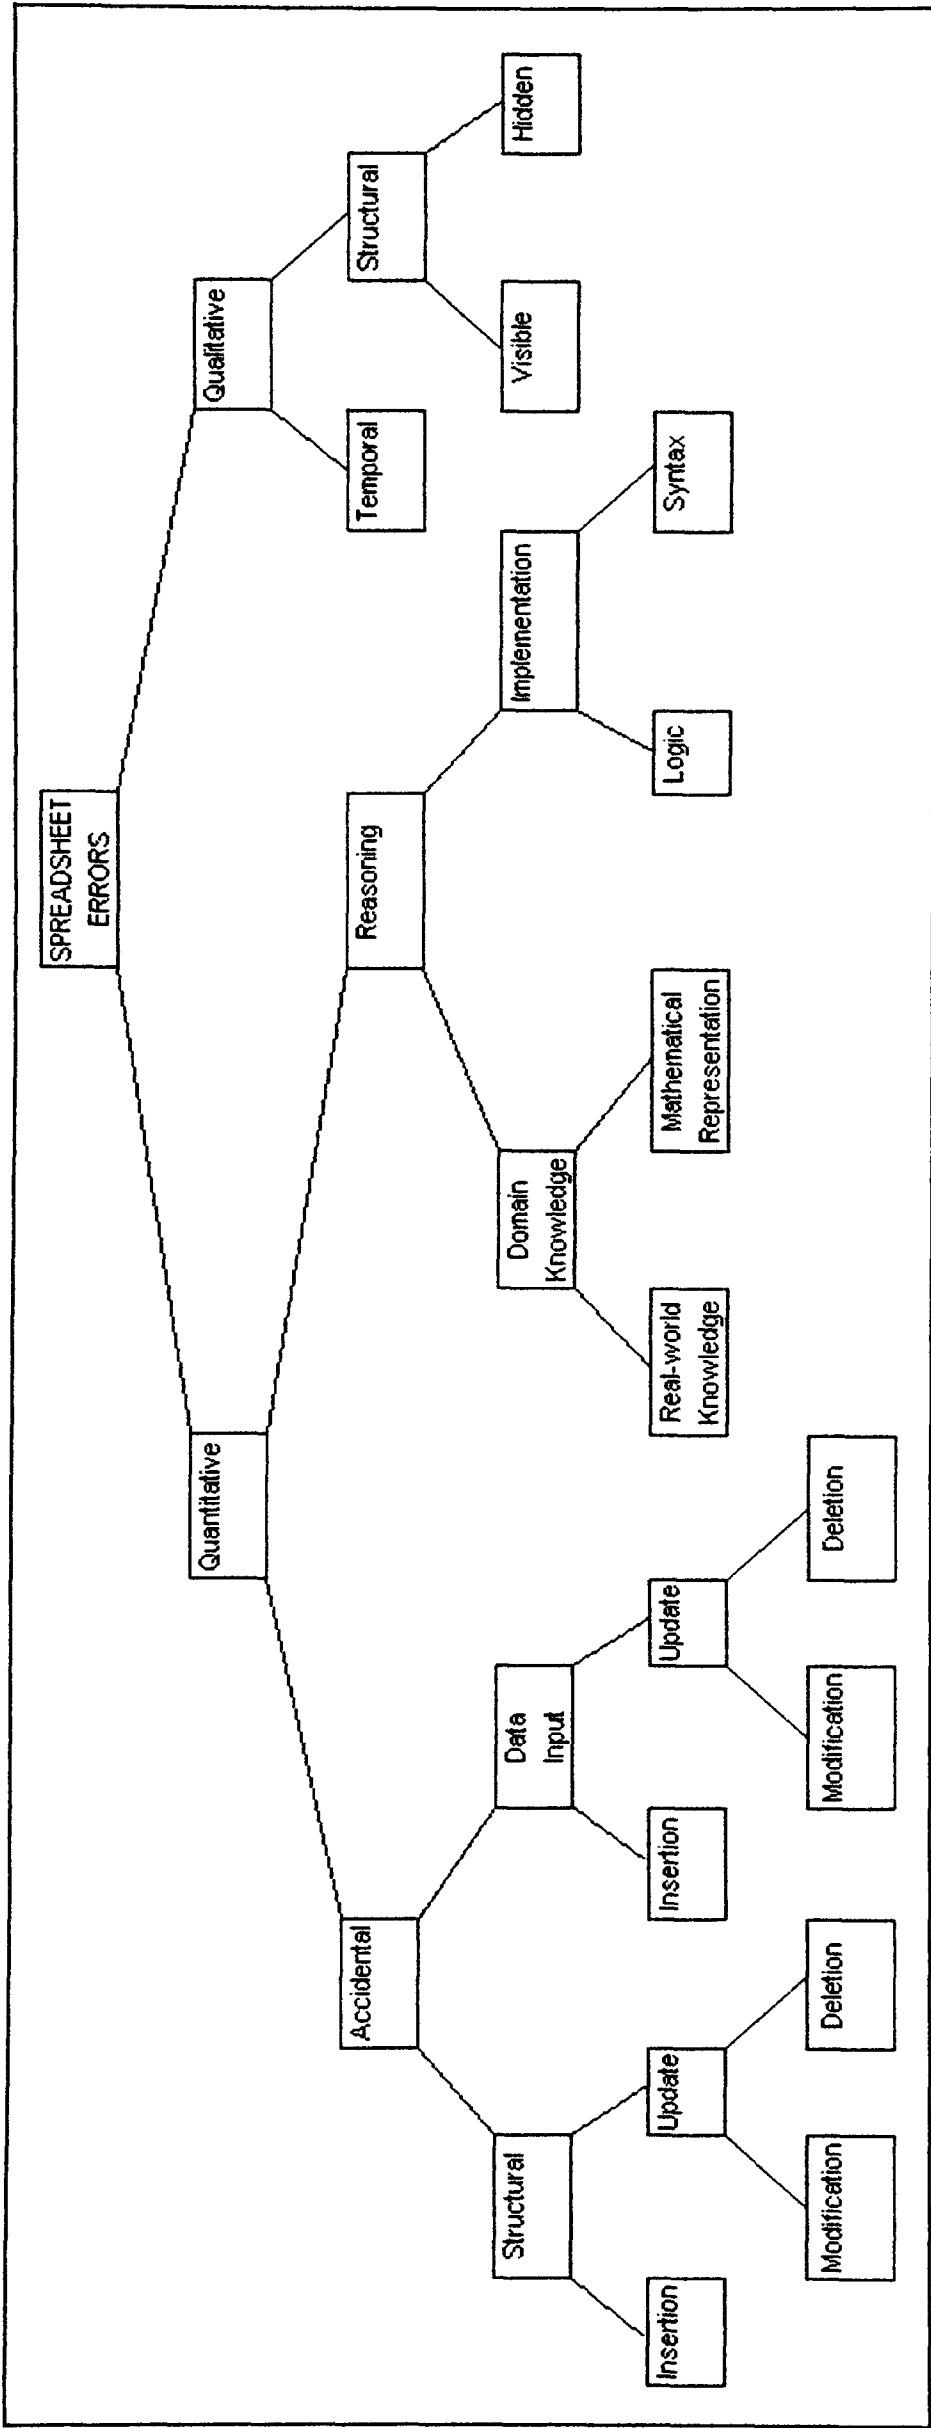 SPREADSHEET
ERRORS
Quantitative
Qualitative
Accidental
Reasoning
Temporal
Structural
Structural
Data
Input
Domain
Knowledge
Implementation
Visible
Hidden
Insertion
Update
Insertion
Update
Real-world
Knowledge
Mathematical
Representation
Logic
Syntax
Modification
Deletion
Modification
Deletion